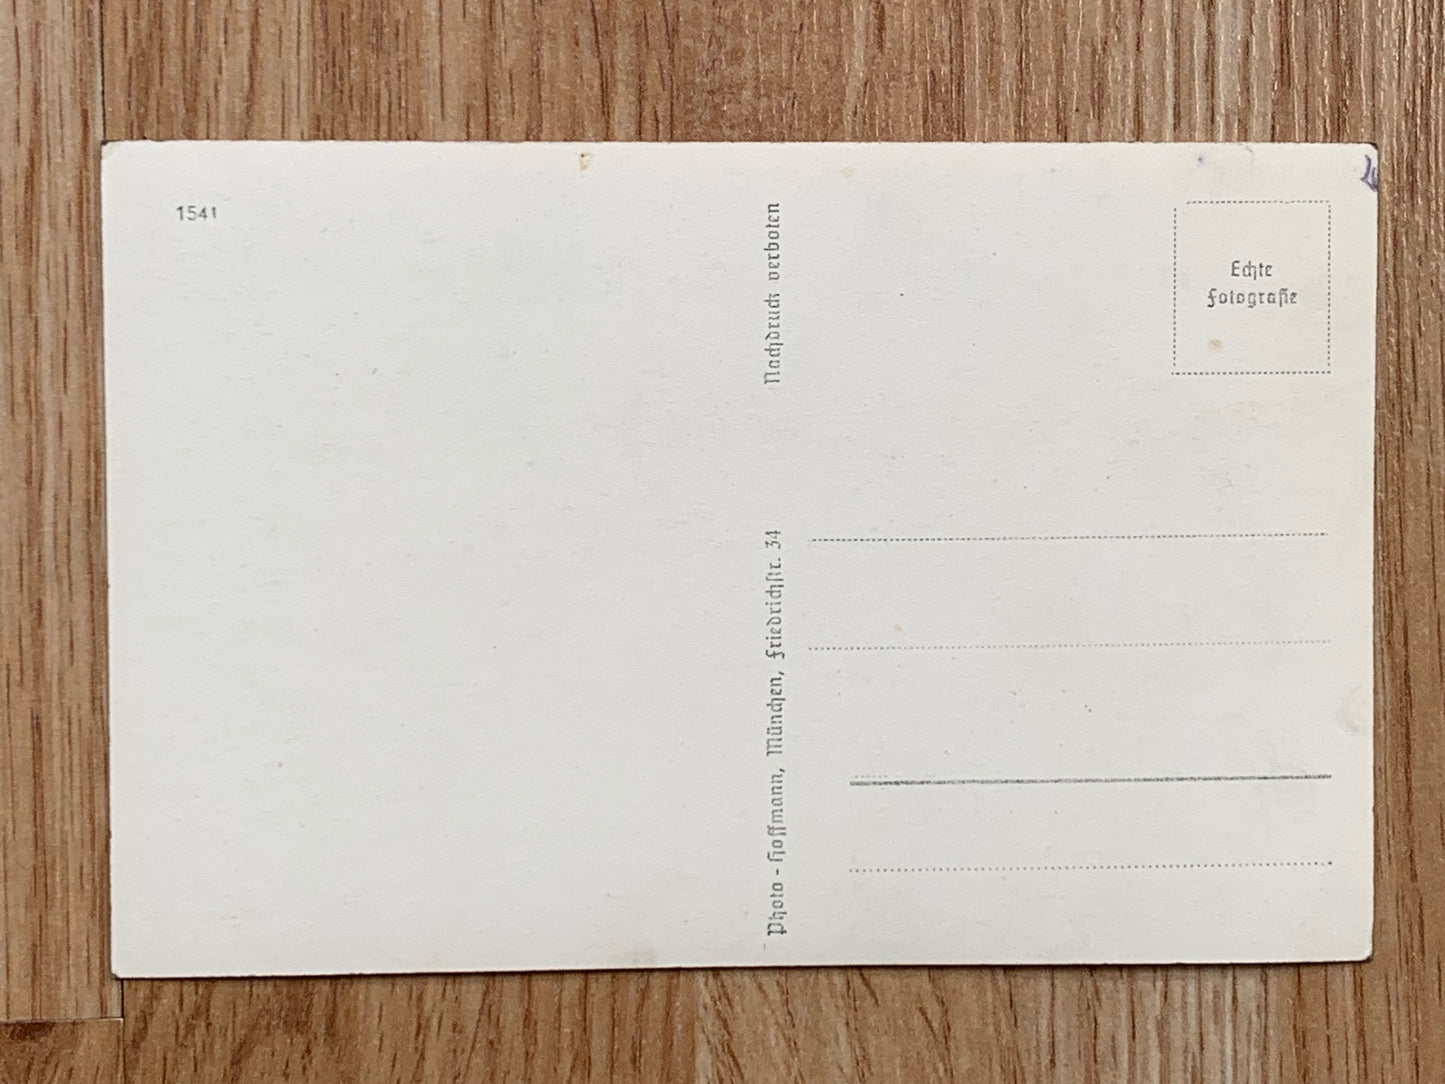 1541
Nachdruck verboten
Photo - Hoffmann, München, Friedrichstr. 34
Echte
Fotografie